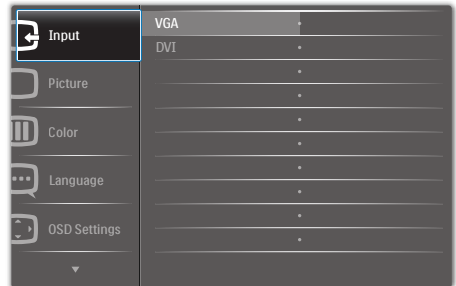 Input
VGA
DVI
Picture
Color
Language
OSD Settings